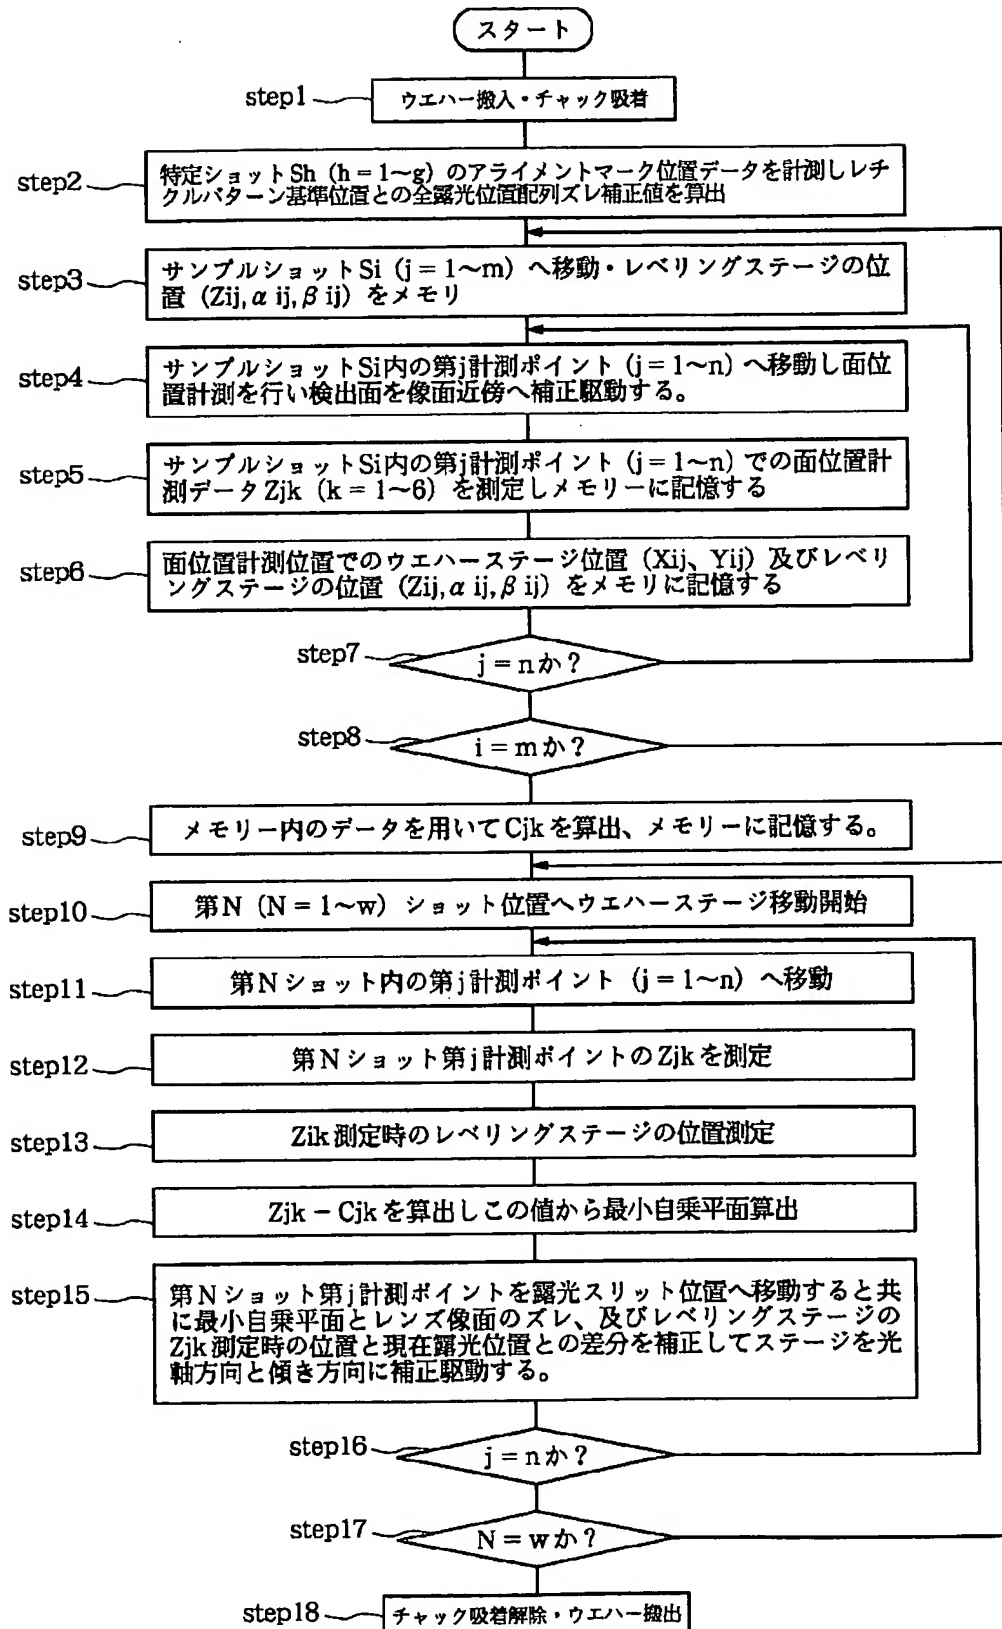 スタート
step1
ウエハー搬入・チャック吸着
step2
特定ショットSh (h = 1~g) のアライメントマーク位置データを計測しレチ
クルパターン基準位置との全露光位置配列ズレ補正値を算出
step3
サンプルショットSi (j = 1~m) へ移動・レベリングステージの位
置 (Zij, α ij, β ij) をメモリ
step4
サンプルショットSi内の第j計測ポイント (j = 1~n) へ移動し面位
置計測を行い検出面を像面近傍へ補正駆動する。
step5
サンプルショットSi内の第j計測ポイント (j = 1~n) での面位置計
測データZjk (k = 1~6) を測定しメモリーに記憶する
step6
面位置計測位置でのウエハーステージ位置 (Xij、Yij) 及びレベリ
ングステージの位置 (Zij, α ij, β ij) をメモリに記憶する
step7
j = nか?
step8
i = mか?
step9
メモリー内のデータを用いてCjkを算出、メモリーに記憶する。
step10
第N (N = 1~w) ショット位置へウエハーステージ移動開始
step11
第Nショット内の第j計測ポイント (j = 1~n) へ移動
step12
第Nショット第j計測ポイントのZjkを測定
step13
Zik測定時のレベリングステージの位置測定
step14
Zjk − Cjkを算出しこの値から最小自乗平面算出
step15
第Nショット第j計測ポイントを露光スリット位置へ移動すると共
に最小自乗平面とレンズ像面のズレ、及びレベリングステージの
Zjk測定時の位置と現在露光位置との差分を補正してステージを光
軸方向と傾き方向に補正駆動する。
step16
j = nか?
step17
N = wか?
step18
チャック吸着解除・ウエハー搬出